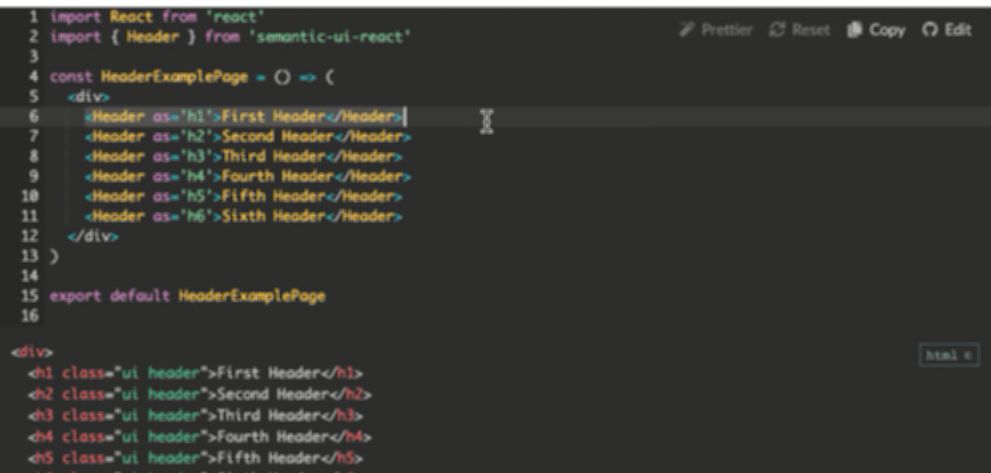 1 import React from 'react'
2 import { Header } from 'semantic-ui-react'
Prettier Reset Copy Edit
3
4 const HeaderExamplePage = () => (
5 <div>
6 <Header as='h1'>First Header</Header>
7 <Header as='h2'>Second Header</Header>
8 <Header as='h3'>Third Header</Header>
9 <Header as='h4'>Fourth Header</Header>
10 <Header as='h5'>Fifth Header</Header>
11 <Header as='h6'>Sixth Header</Header>
12 </div>
13 )
14
15 export default HeaderExamplePage
16
<div>
html
<h1 class="ui header">First Header</h1>
<h2 class="ui header">Second Header</h2>
<h3 class="ui header">Third Header</h3>
<h4 class="ui header">Fourth Header</h4>
<h5 class="ui header">Fifth Header</h5>